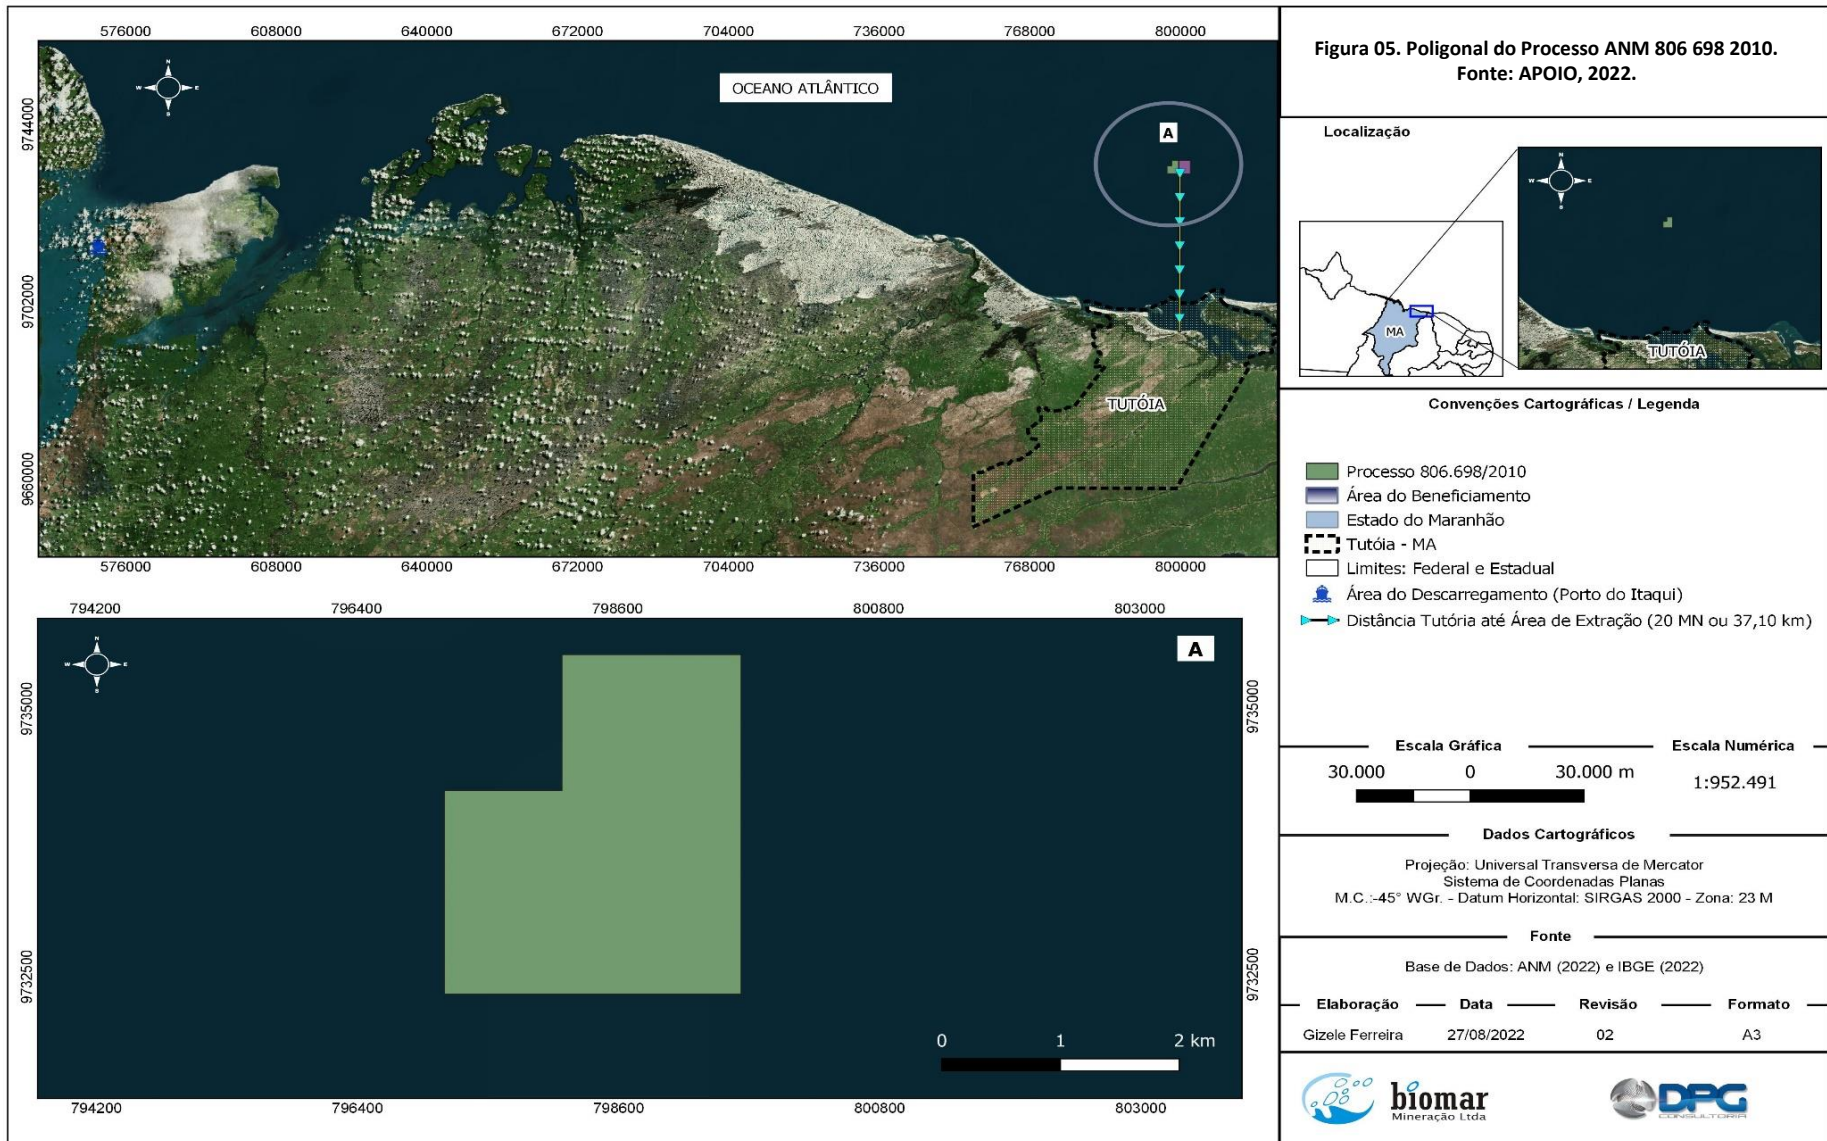 Figura 05. Poligonal do Processo ANM 806 698 2010.
Fonte: APOIO, 2022.
576000 608000 640000 672000 704000 736000 768000 800000
9744000
9702000
9660000
N
W E
S
OCEANO ATLÂNTICO
A
TUTÓIA
576000 608000 640000 672000 704000 736000 768000 800000
794200 796400 798600 800800 803000
9735000
9732500
N
W E
S
A
9735000
9732500
0 1 2 km
794200 796400 798600 800800 803000
Localização
MA
N
W E
S
TUTÓIA
Convenções Cartográficas / Legenda
Processo 806.698/2010
Área do Beneficiamento
Estado do Maranhão
Tutóia - MA
Limites: Federal e Estadual
Área do Descarregamento (Porto do Itaqui)
Distância Tutória até Área de Extração (20 MN ou 37,10 km)
Escala Gráfica
30.000 0 30.000 m
Escala Numérica
1:952.491
Dados Cartográficos
Projeção: Universal Transversa de Mercator
Sistema de Coordenadas Planas
M.C.:-45° WGr. - Datum Horizontal: SIRGAS 2000 - Zona: 23 M
Fonte
Base de Dados: ANM (2022) e IBGE (2022)
Elaboração Data Revisão Formato
Gizele Ferreira 27/08/2022 02 A3
biomar
Mineração Ltda
DPG
CONSULTORIA